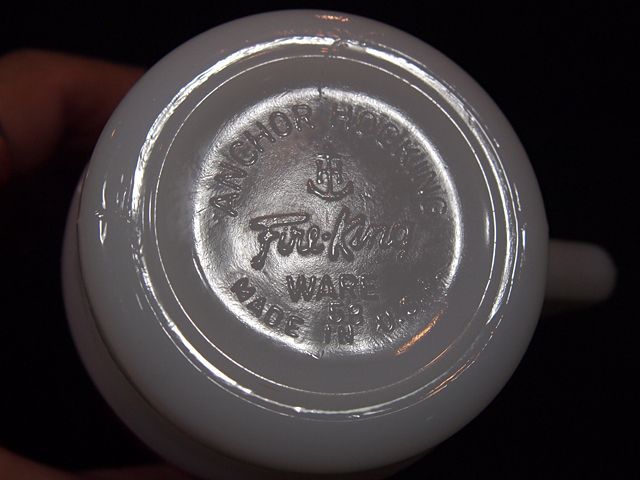 ANCHOR HOCKING
H
Fire-King
WARE
MADE IN U.S.A.